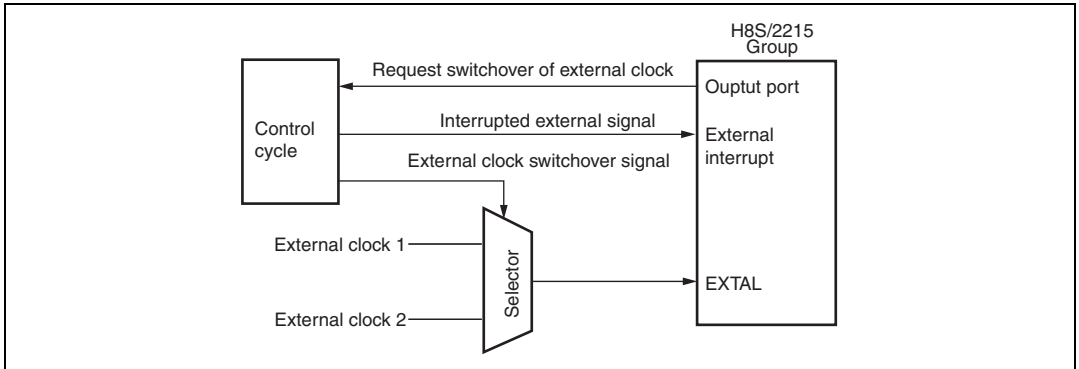 H8S/2215
Group
Request switchover of external clock
Ouptut port
Control
cycle
Interrupted external signal
External
interrupt
External clock switchover signal
External clock 1
Selector
EXTAL
External clock 2